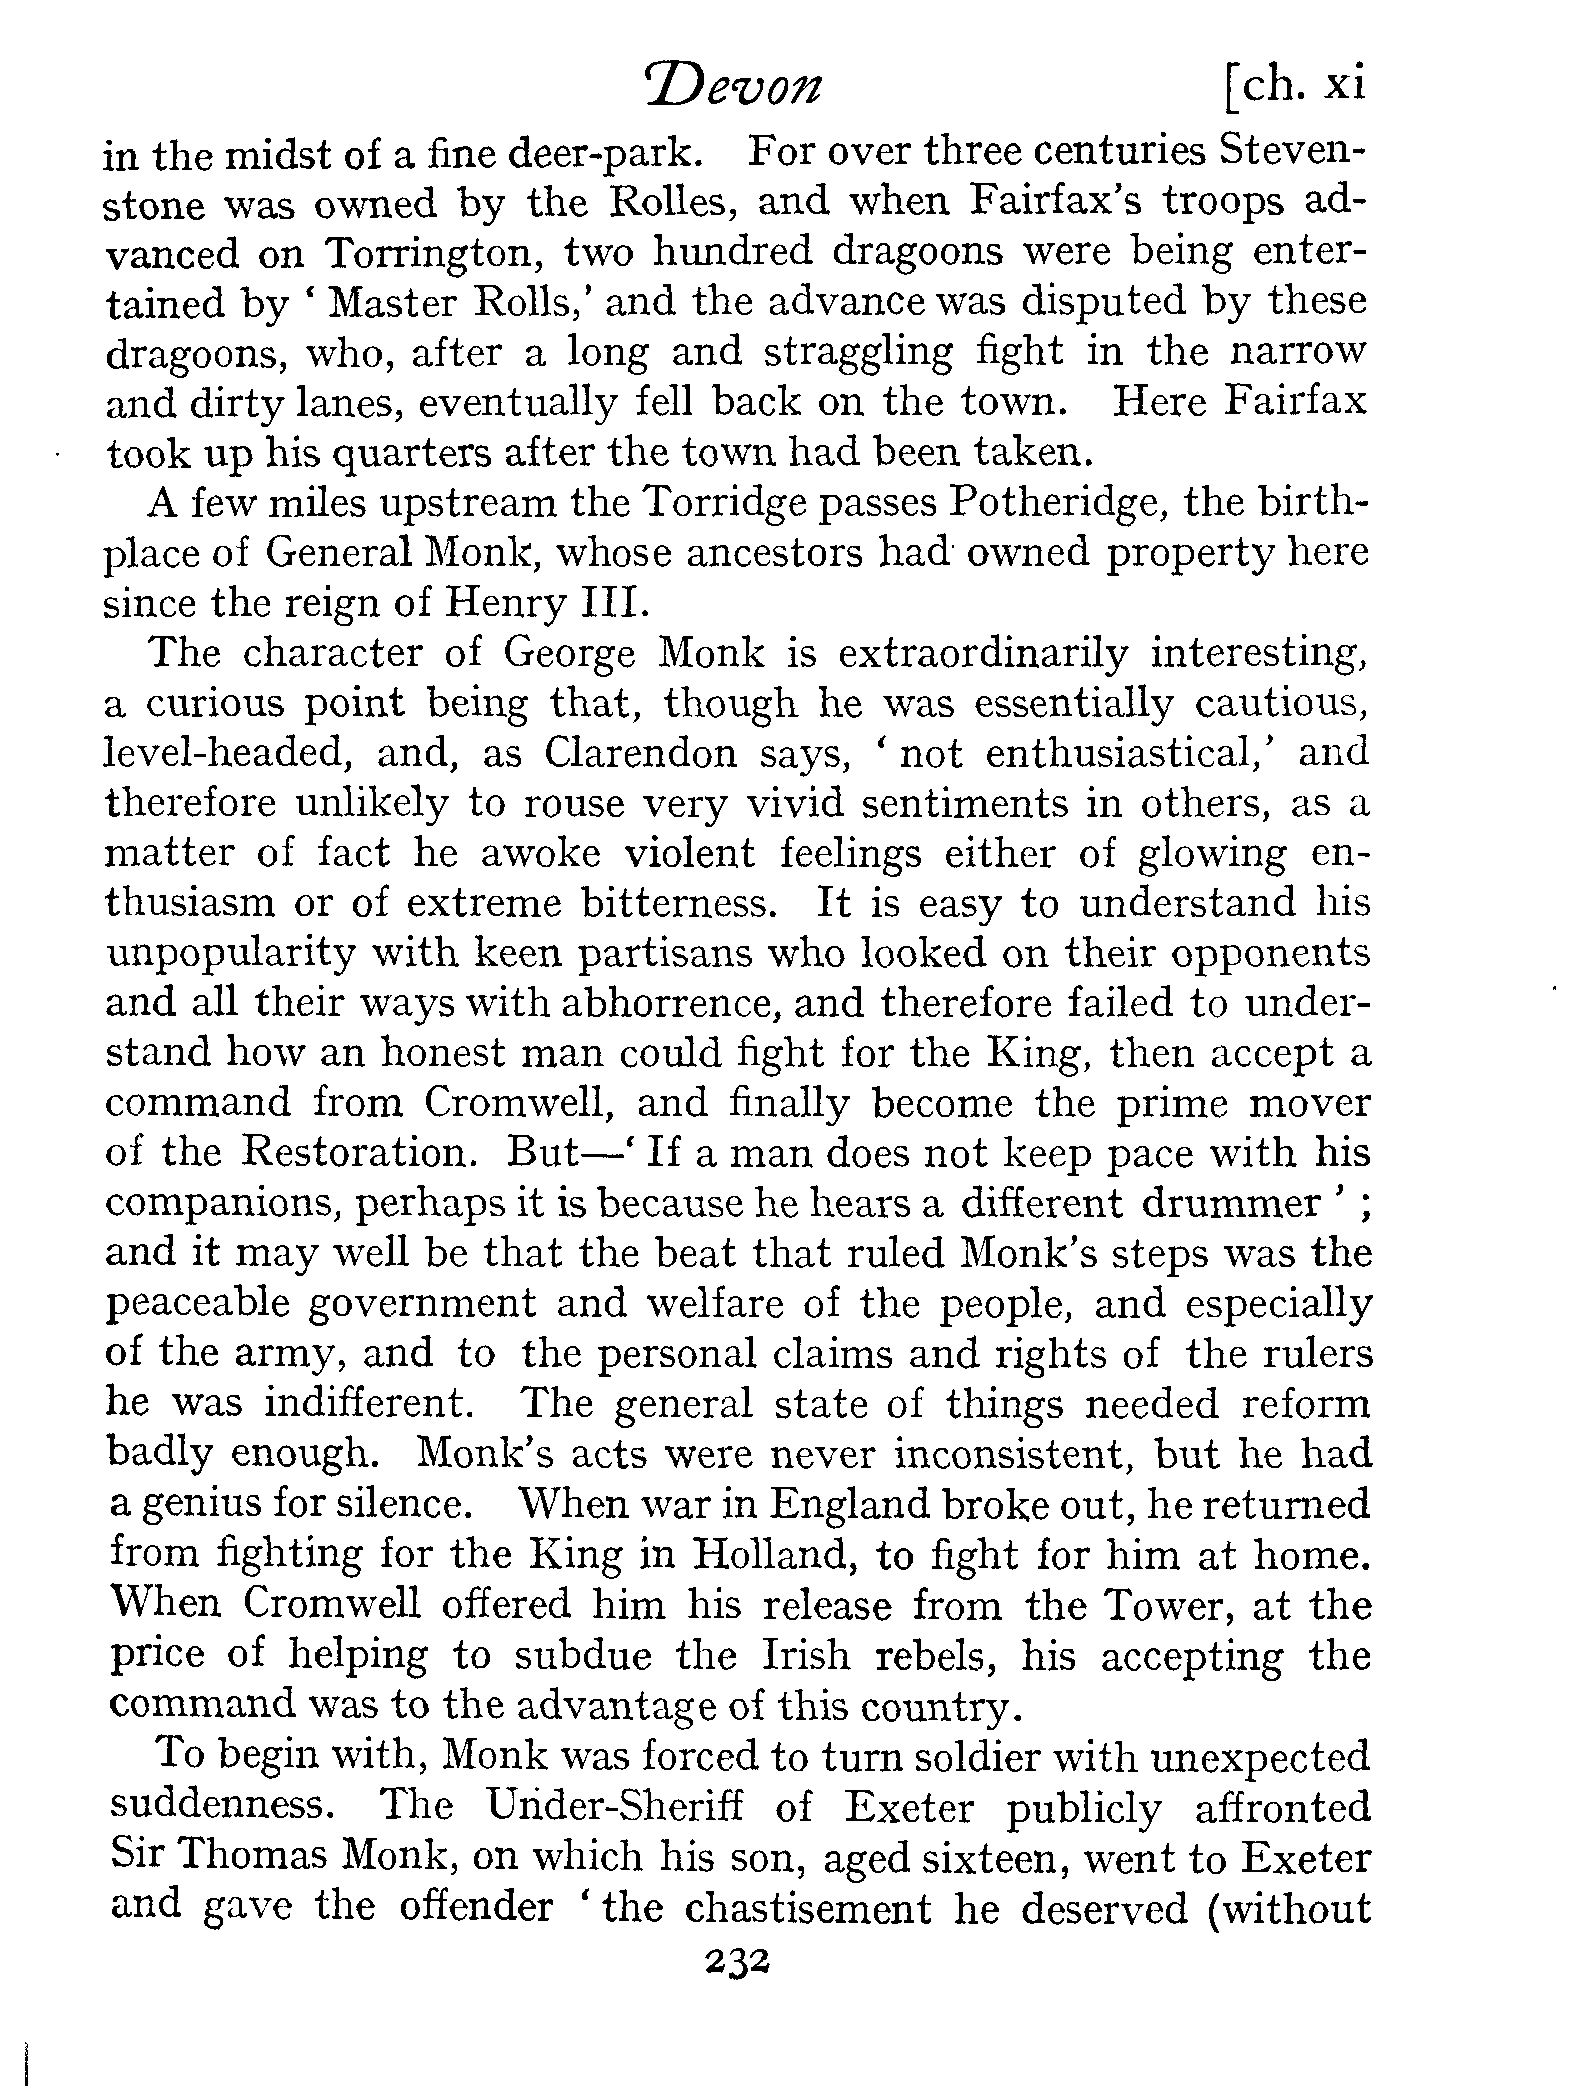 Devon [ch. xi
in the midst of a fine deer-park. For over three centuries Steven-
stone was owned by the Rolles, and when Fairfax's troops ad-
vanced on Torrington, two hundred dragoons were being enter-
tained by ‘ Master Rolls,’ and the advance was disputed by these
dragoons, who, after a long and straggling fight in the narrow
and dirty lanes, eventually fell back on the town. Here Fairfax
took up his quarters after the town had been taken.
A few miles upstream the Torridge passes Potheridge, the birth-
place of General Monk, whose ancestors had owned property here
since the reign of Henry III.
The character of George Monk is extraordinarily interesting,
a curious point being that, though he was essentially cautious,
level-headed, and, as Clarendon says, ‘ not enthusiastical,’ and
therefore unlikely to rouse very vivid sentiments in others, as a
matter of fact he awoke violent feelings either of glowing en-
thusiasm or of extreme bitterness. It is easy to understand his
unpopularity with keen partisans who looked on their opponents
and all their ways with abhorrence, and therefore failed to under-
stand how an honest man could fight for the King, then accept a
command from Cromwell, and finally become the prime mover
of the Restoration. But—‘ If a man does not keep pace with his
companions, perhaps it is because he hears a different drummer ’ ;
and it may well be that the beat that ruled Monk's steps was the
peaceable government and welfare of the people, and especially
of the army, and to the personal claims and rights of the rulers
he was indifferent. The general state of things needed reform
badly enough. Monk's acts were never inconsistent, but he had
a genius for silence. When war in England broke out, he returned
from fighting for the King in Holland, to fight for him at home.
When Cromwell offered him his release from the Tower, at the
price of helping to subdue the Irish rebels, his accepting the
command was to the advantage of this country.
To begin with, Monk was forced to turn soldier with unexpected
suddenness. The Under-Sheriff of Exeter publicly affronted
Sir Thomas Monk, on which his son, aged sixteen, went to Exeter
and gave the offender ‘ the chastisement he deserved (without
232